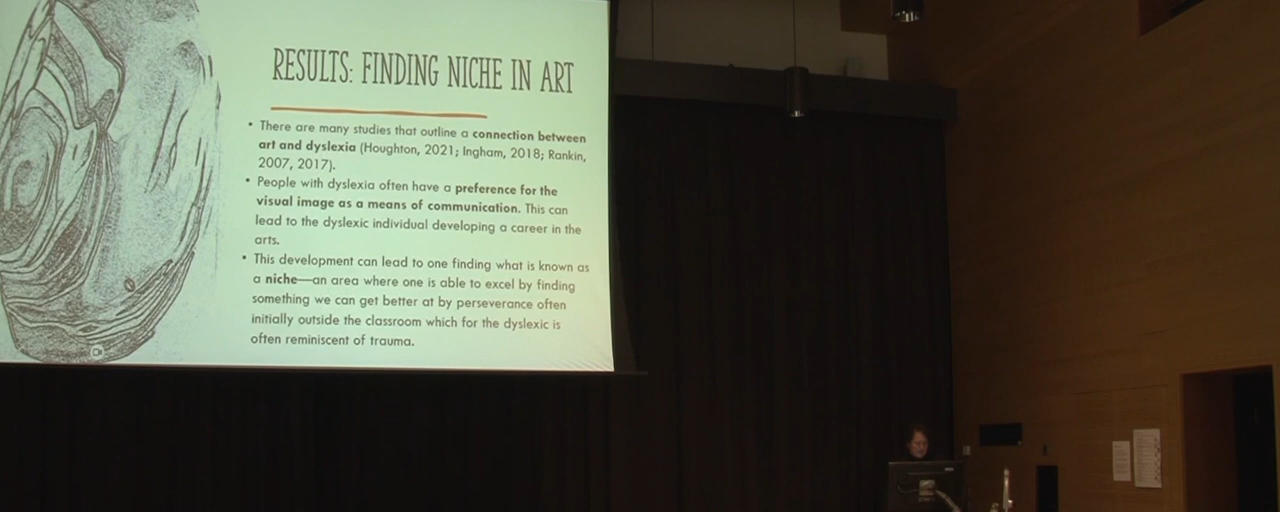 RESULTS: FINDING NICHE IN ART
• There are many studies that outline a connection between
art and dyslexia (Houghton, 2021; Ingham, 2018; Rankin,
2007, 2017).
• People with dyslexia often have a preference for the
visual image as a means of communication. This can
lead to the dyslexic individual developing a career in the
arts.
• This development can lead to one finding what is known as
a niche—an area where one is able to excel by finding
something we can get better at by perseverance often
initially outside the classroom which for the dyslexic is
often reminiscent of trauma.